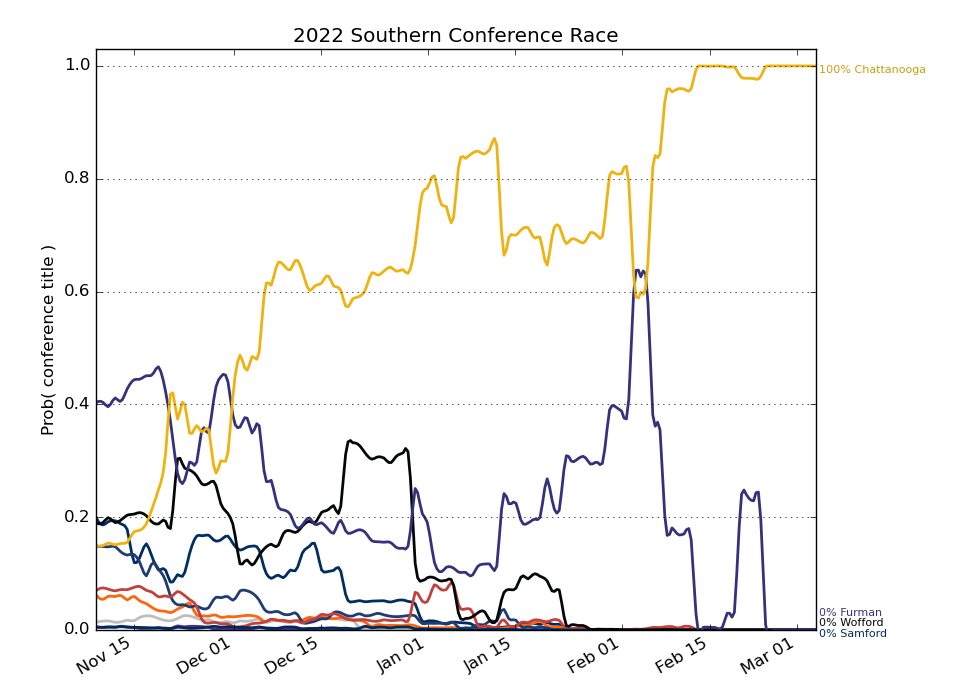 2022 Southern Conference Race
Prob( conference title )
1.0
0.8
0.6
0.4
0.2
0.0
100% Chattanooga
0% Furman
0% Wofford
0% Samford
Nov 15
Dec 01
Dec 15
Jan 01
Jan 15
Feb 01
Feb 15
Mar 01